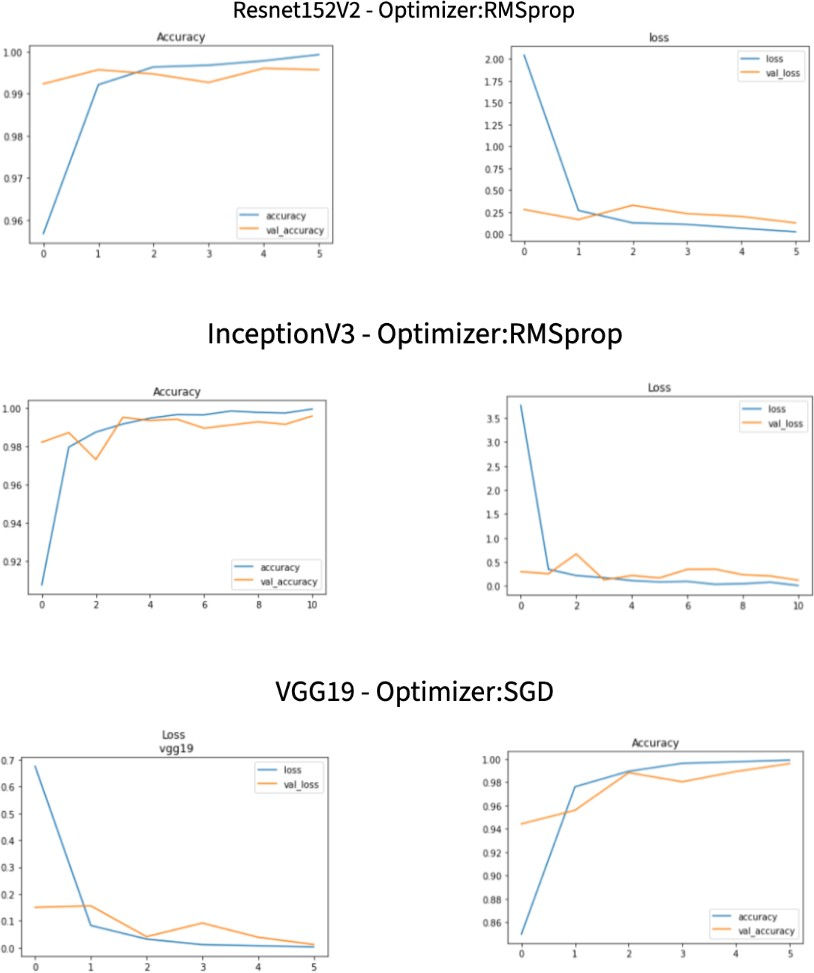 Resnet152V2 - Optimizer:RMSprop
Accuracy
1.00
0.99
0.98
0.97
0.96
accuracy
val_accuracy
0 1 2 3 4 5
loss
2.00
1.75
1.50
1.25
1.00
0.75
0.50
0.25
0.00
loss
val_loss
0 1 2 3 4 5
InceptionV3 - Optimizer:RMSprop
Accuracy
1.00
0.98
0.96
0.94
0.92
accuracy
val_accuracy
0 2 4 6 8 10
Loss
3.5
3.0
2.5
2.0
1.5
1.0
0.5
0.0
loss
val_loss
0 2 4 6 8 10
VGG19 - Optimizer:SGD
Loss
vgg19
0.7
0.6
0.5
0.4
0.3
0.2
0.1
0.0
loss
val_loss
0 1 2 3 4 5
Accuracy
1.00
0.98
0.96
0.94
0.92
0.90
0.88
0.86
accuracy
val_accuracy
0 1 2 3 4 5